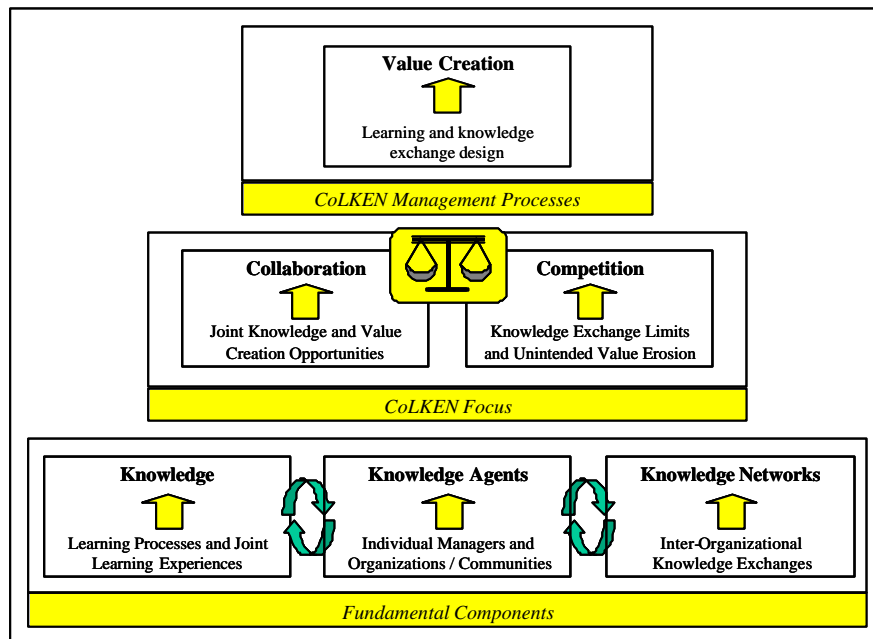 Value Creation
Learning and knowledge
exchange design
CoLKEN Management Processes
Collaboration
Joint Knowledge and Value
Creation Opportunities
Competition
Knowledge Exchange Limits
and Unintended Value Erosion
CoLKEN Focus
Knowledge
Learning Processes and Joint
Learning Experiences
Knowledge Agents
Individual Managers and
Organizations / Communities
Knowledge Networks
Inter-Organizational
Knowledge Exchanges
Fundamental Components